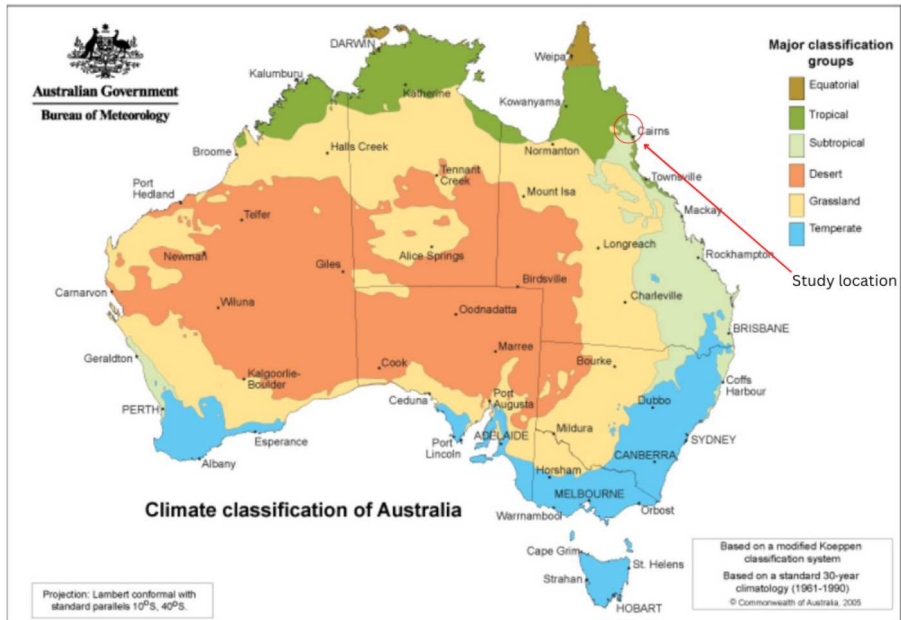 Australian Government
Bureau of Meteorology
Climate classification of Australia
Major classification
groups
Equatorial
Tropical
Subtropical
Desert
Grassland
Temperate
Study location
DARWIN
Weipa
Kalumburu
Katherine
Kowanyama
Cairns
Broome
Halls Creek
Normanton
Port
Hedland
Tennant
Creek
Townsville
Telfer
Mount Isa
Mackay
Newman
Giles
Alice Springs
Longreach
Rockhampton
Carnarvon
Wiluna
Birdsville
Oodnadatta
Charleville
Geraldton
Marree
BRISBANE
Kalgoorlie-
Boulder
Cook
Bourke
Coffs
Harbour
PERTH
Ceduna
Port
Augusta
Dubbo
Esperance
Port
Lincoln
ADELAIDE
Mildura
SYDNEY
Albany
CANBERRA
Horsham
MELBOURNE
Warrnambool
Orbost
Cape Grim
St. Helens
Strahan
HOBART
Projection: Lambert conformal with
standard parallels 10°S, 40°S.
Based on a modified Koeppen
classification system
Based on a standard 30-year
climatology (1961-1990)
© Commonwealth of Australia, 2005